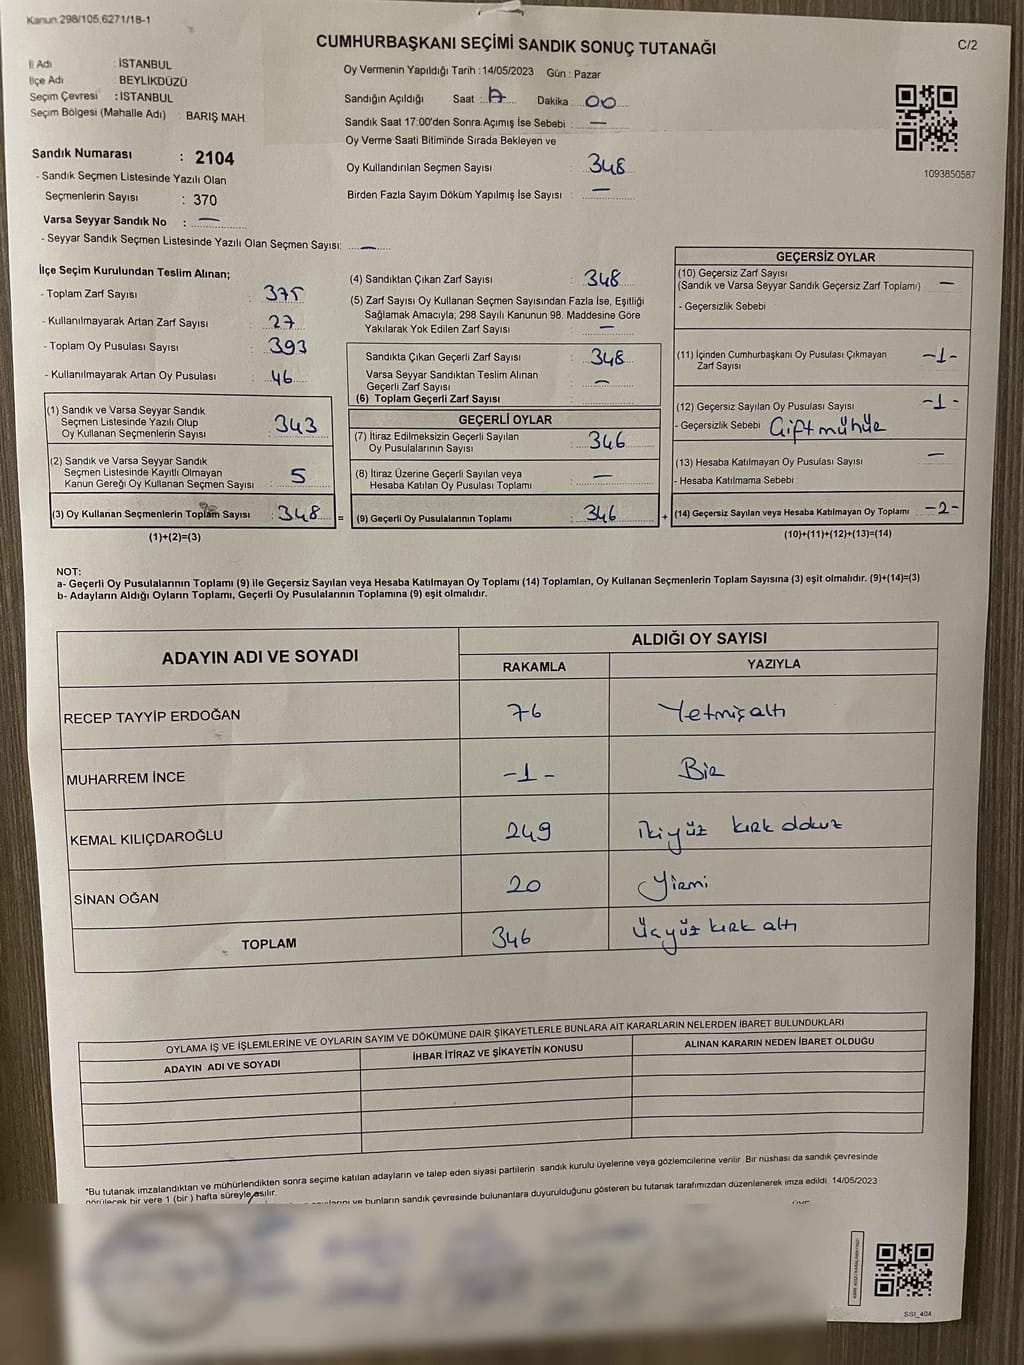 Kanun 298/105,6271/18-1
C/2
CUMHURBAŞKANI SEÇİMİ SANDIK SONUÇ TUTANAĞI
İl Adı : İSTANBUL
İlçe Adı : BEYLİKDÜZÜ
Seçim Çevresi : İSTANBUL
Seçim Bölgesi (Mahalle Adı) : BARIŞ MAH.
Sandık Numarası : 2104
- Sandık Seçmen Listesinde Yazılı Olan
Seçmenlerin Sayısı : 370
Varsa Seyyar Sandık No : —
- Seyyar Sandık Seçmen Listesinde Yazılı Olan Seçmen Sayısı: —
Oy Vermenin Yapıldığı Tarih : 14/05/2023 Gün : Pazar
Sandığın Açıldığı Saat : Dakika 00
Sandık Saat 17:00'den Sonra Açımış İse Sebebi : —
Oy Verme Saati Bitiminde Sırada Bekleyen ve
Oy Kullandırılan Seçmen Sayısı : 348
Birden Fazla Sayım Döküm Yapılmış İse Sayısı : —
1093850587
İlçe Seçim Kurulundan Teslim Alınan;
- Toplam Zarf Sayısı : 375
- Kullanılmayarak Artan Zarf Sayısı : 27
- Toplam Oy Pusulası Sayısı : 393
- Kullanılmayarak Artan Oy Pusulası : 46
(1) Sandık ve Varsa Seyyar Sandık
Seçmen Listesinde Yazılı Olup
Oy Kullanan Seçmenlerin Sayısı : 343
(2) Sandık ve Varsa Seyyar Sandık
Seçmen Listesinde Kayıtlı Olmayan
Kanun Gereği Oy Kullanan Seçmen Sayısı : 5
(3) Oy Kullanan Seçmenlerin Toplam Sayısı : 348 =
(1)+(2)=(3)
(4) Sandıktan Çıkan Zarf Sayısı : 348
(5) Zarf Sayısı Oy Kullanan Seçmen Sayısından Fazla İse, Eşitliği
Sağlamak Amacıyla; 298 Sayılı Kanunun 98. Maddesine Göre
Yakılarak Yok Edilen Zarf Sayısı : —
Sandıkta Çıkan Geçerli Zarf Sayısı : 348
Varsa Seyyar Sandıktan Teslim Alınan
Geçerli Zarf Sayısı : —
(6) Toplam Geçerli Zarf Sayısı :
GEÇERLİ OYLAR
(7) İtiraz Edilmeksizin Geçerli Sayılan
Oy Pusulalarının Sayısı : 346
(8) İtiraz Üzerine Geçerli Sayılan veya
Hesaba Katılan Oy Pusulası Toplamı : —
(9) Geçerli Oy Pusulalarının Toplamı : 346 +
GEÇERSİZ OYLAR
(10) Geçersiz Zarf Sayısı
(Sandık ve Varsa Seyyar Sandık Geçersiz Zarf Toplamı) —
- Geçersizlik Sebebi
(11) İçinden Cumhurbaşkanı Oy Pusulası Çıkmayan
Zarf Sayısı -1-
(12) Geçersiz Sayılan Oy Pusulası Sayısı -1-
- Geçersizlik Sebebi Çift mühür
(13) Hesaba Katılmayan Oy Pusulası Sayısı —
- Hesaba Katılmama Sebebi
(14) Geçersiz Sayılan veya Hesaba Katılmayan Oy Toplamı -2-
(10)+(11)+(12)+(13)=(14)
NOT:
a- Geçerli Oy Pusulalarının Toplamı (9) ile Geçersiz Sayılan veya Hesaba Katılmayan Oy Toplamı (14) Toplamları, Oy Kullanan Seçmenlerin Toplam Sayısına (3) eşit olmalıdır. (9)+(14)=(3)
b- Adayların Aldığı Oyların Toplamı, Geçerli Oy Pusulalarının Toplamına (9) eşit olmalıdır.
ADAYIN ADI VE SOYADI
ALDIĞI OY SAYISI
RAKAMLA YAZIYLA
RECEP TAYYİP ERDOĞAN 76 Yetmişaltı
MUHARREM İNCE -1- Bir
KEMAL KILIÇDAROĞLU 249 İkiyüz kırk dokuz
SİNAN OĞAN 20 Yirmi
TOPLAM 346 Üçyüz kırk altı
OYLAMA İŞ VE İŞLEMLERİNE VE OYLARIN SAYIM VE DÖKÜMÜNE DAİR ŞİKAYETLERLE BUNLARA AİT KARARLARIN NELERDEN İBARET BULUNDUKLARI
ADAYIN ADI VE SOYADI İHBAR İTİRAZ VE ŞİKAYETİN KONUSU ALINAN KARARIN NEDEN İBARET OLDUĞU
*Bu tutanak imzalandıktan ve mühürlendikten sonra seçime katılan adayların ve talep eden siyasi partilerin sandık kurulu üyelerine veya gözlemcilerine verilir. Bir nüshası da sandık çevresinde
görülecek bir yere 1 (bir) hafta süreyle asılır.
ve bunların sandık çevresinde bulunanlara duyurulduğunu gösteren bu tutanak tarafımızdan düzenlenerek imza edildi. 14/05/2023
SSI_404